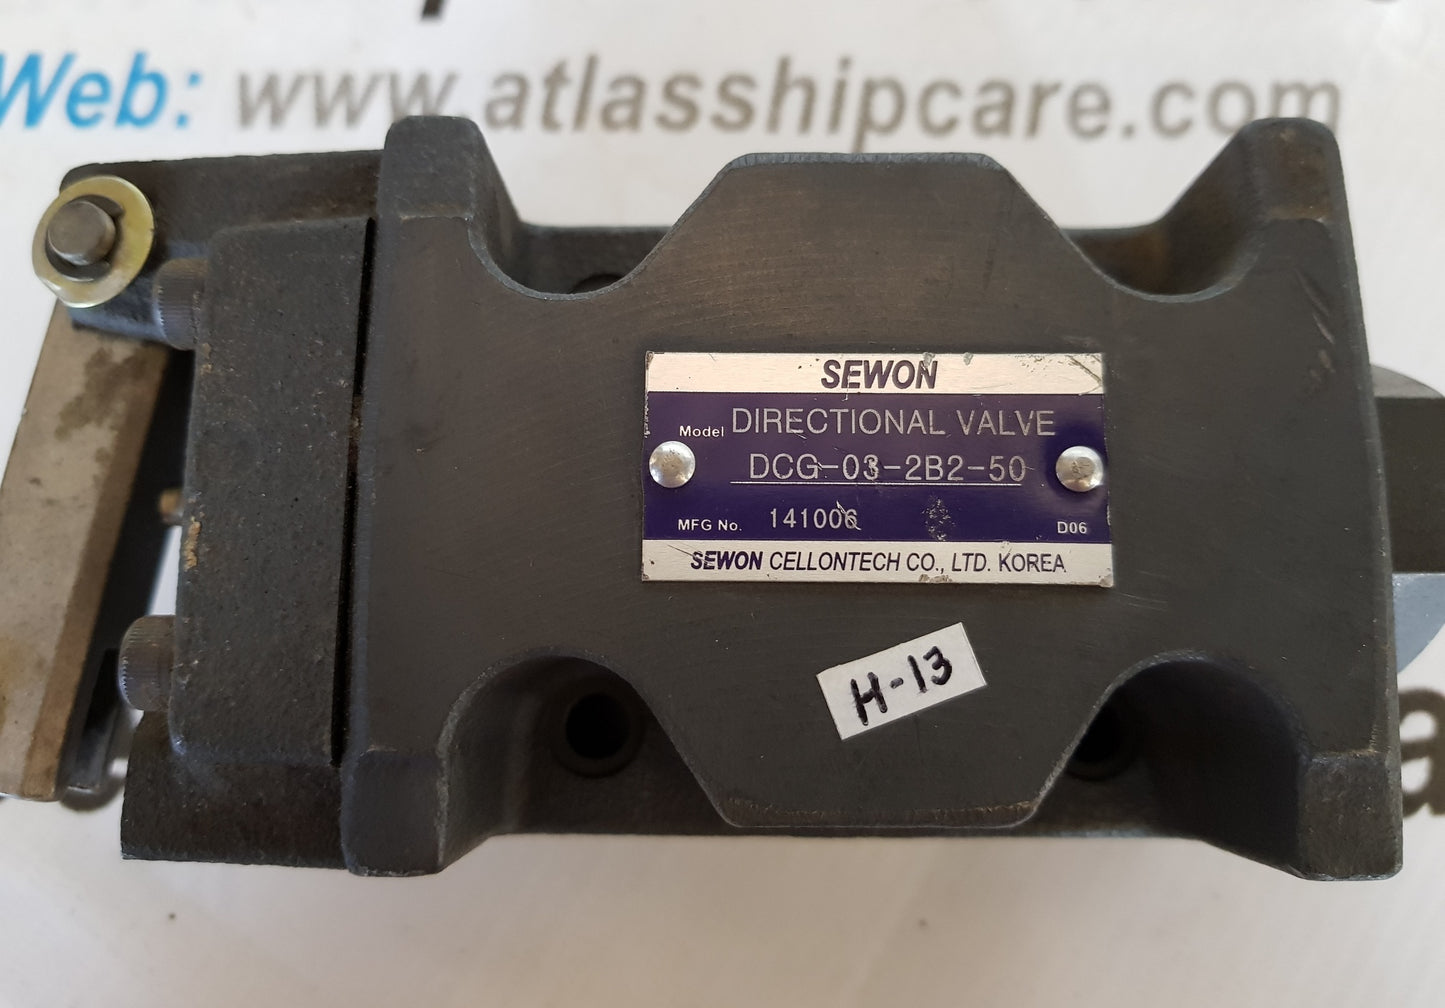 Web: www.atlasshipcare.com
SEWON
Model DIRECTIONAL VALVE
DCG-03-2B2-50
MFG No. 141006 D06
SEWON CELLONTECH CO., LTD. KOREA
H-13